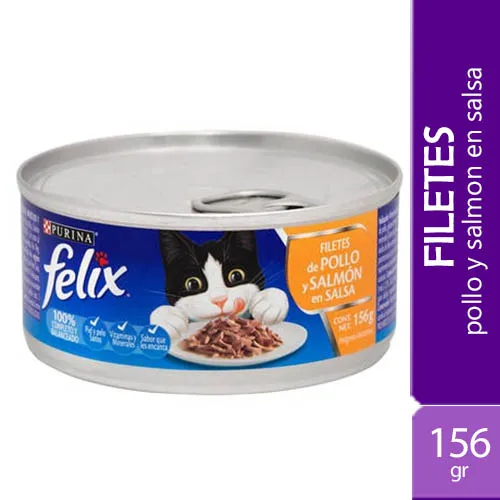 PURINA
felix
100%
COMPLETO Y
BALANCEADO
Piel y pelo
Sanos
Vitaminas y
Minerales
Sabor que
les encanta
FILETES
de POLLO
y SALMÓN
en SALSA
CONT.
NET. 156g
FILETES
pollo y salmon en salsa
156
gr